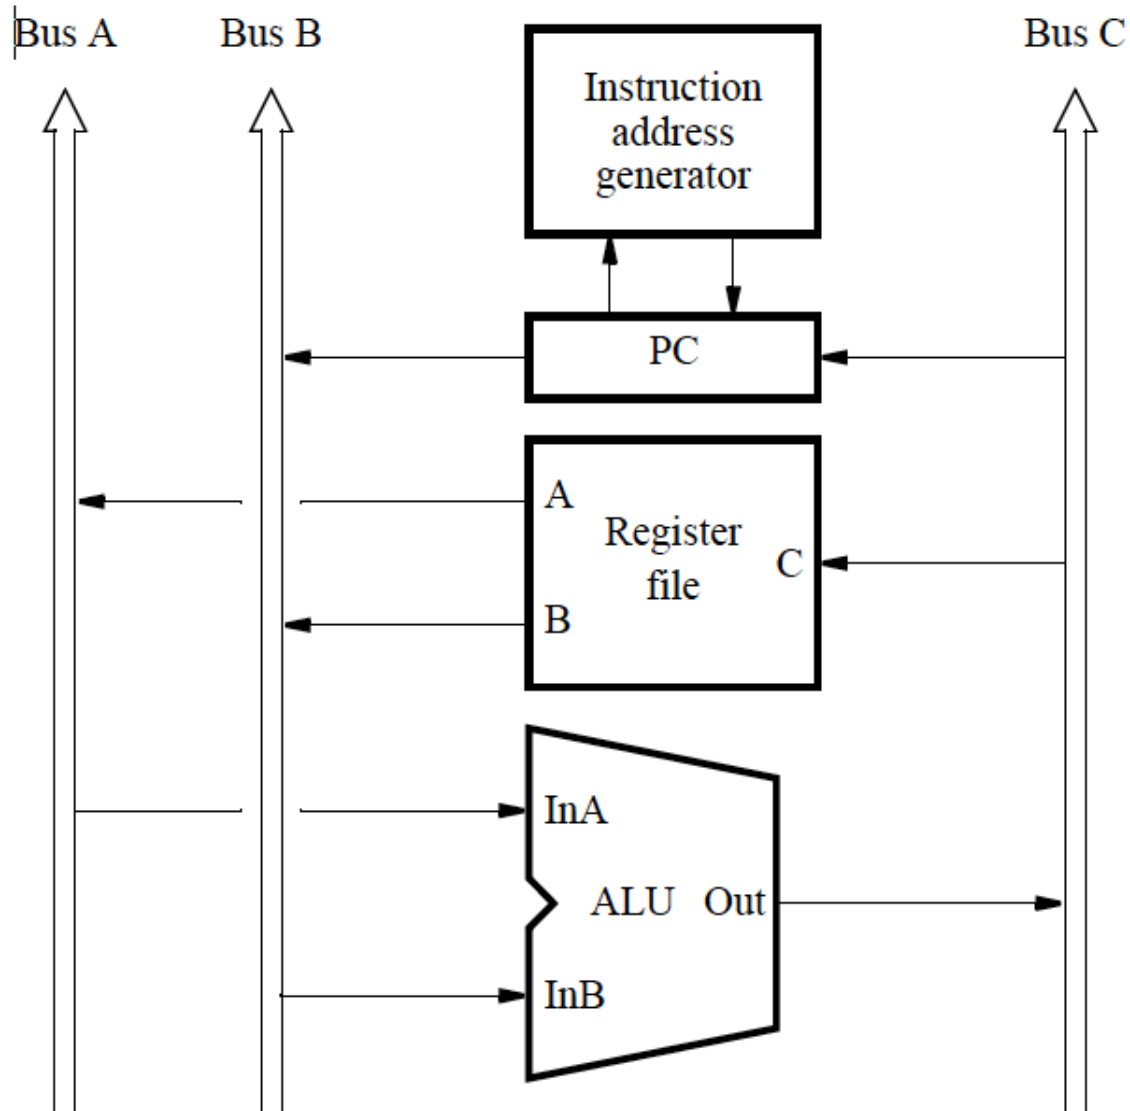 Bus A
Bus B
Bus C
Instruction
address
generator
PC
A
Register
file
C
B
InA
ALU
Out
InB